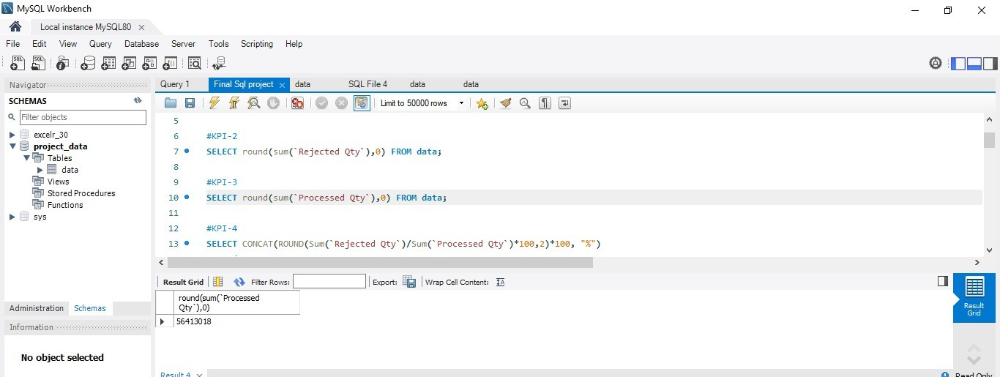 MySQL Workbench
Local instance MySQL80
File Edit View Query Database Server Tools Scripting Help
Navigator
SCHEMAS
Filter objects
excelr_30
project_data
Tables
data
Views
Stored Procedures
Functions
sys
Administration Schemas
Information
No object selected
Query 1 Final Sql project data SQL File 4 data data
Limit to 50000 rows
5
6 #KPI-2
7 SELECT round(sum(`Rejected Qty`),0) FROM data;
8
9 #KPI-3
10 SELECT round(sum(`Processed Qty`),0) FROM data;
11
12 #KPI-4
13 SELECT CONCAT(ROUND(Sum(`Rejected Qty`)/Sum(`Processed Qty`)*100,2)*100, "%")
Result Grid Filter Rows: Export: Wrap Cell Content:
round(sum(`Processed
Qty`),0)
56413018
Result
Grid
Result 4
Read Only